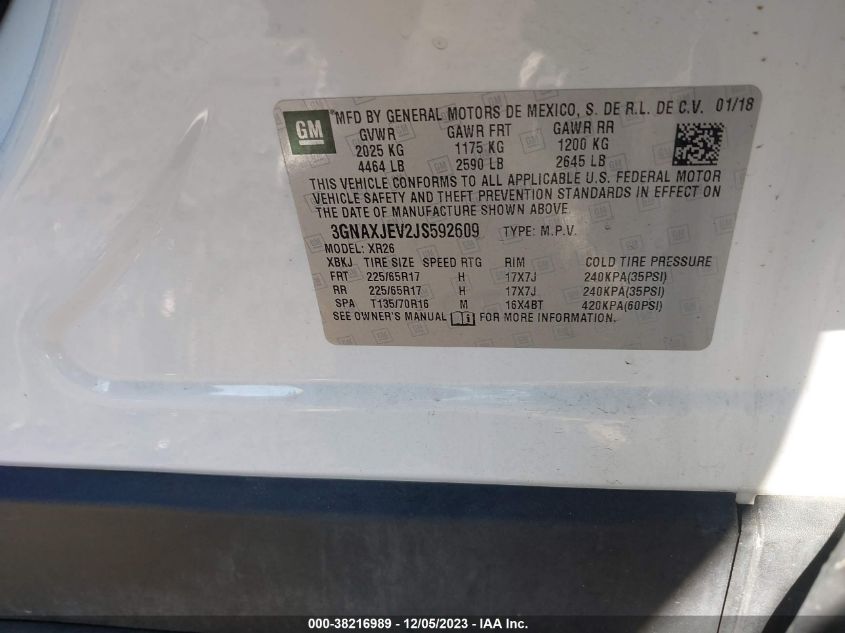 GM ®MFD BY GENERAL MOTORS DE MEXICO, S. DE R.L. DE C.V. 01/18
GVWR GAWR FRT GAWR RR
2025 KG 1175 KG 1200 KG
4464 LB 2590 LB 2645 LB
THIS VEHICLE CONFORMS TO ALL APPLICABLE U.S. FEDERAL MOTOR
VEHICLE SAFETY AND THEFT PREVENTION STANDARDS IN EFFECT ON
THE DATE OF MANUFACTURE SHOWN ABOVE.
3GNAXJEV2JS592609 TYPE: M.P.V.
MODEL: XR26
XBKJ TIRE SIZE SPEED RTG RIM COLD TIRE PRESSURE
FRT 225/65R17 H 17X7J 240KPA(35PSI)
RR 225/65R17 H 17X7J 240KPA(35PSI)
SPA T135/70R16 M 16X4BT 420KPA(60PSI)
SEE OWNER'S MANUAL FOR MORE INFORMATION.
000-38216989 - 12/05/2023 - IAA Inc.